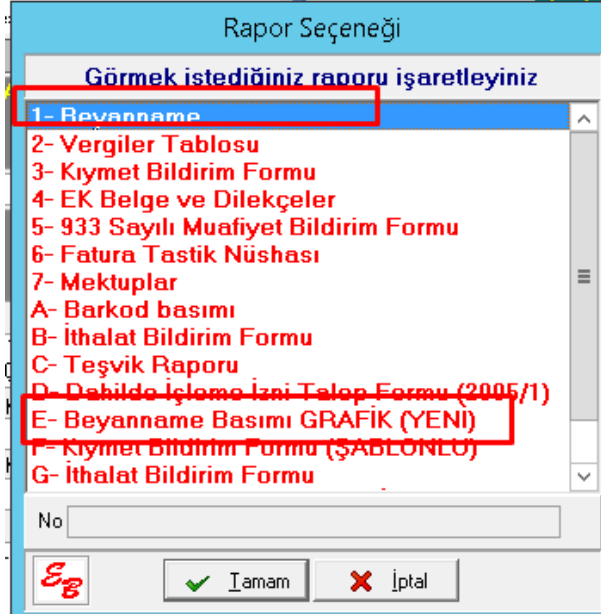 Rapor Seçeneği
Görmek istediğiniz raporu işaretleyiniz
1- Beyanname
2- Vergiler Tablosu
3- Kıymet Bildirim Formu
4- EK Belge ve Dilekçeler
5- 933 Sayılı Muafiyet Bildirim Formu
6- Fatura Tastik Nüshası
7- Mektuplar
A- Barkod basımı
B- İthalat Bildirim Formu
C- Teşvik Raporu
D- Dahilde İşleme İzni Talep Formu (2005/1)
E- Beyanname Basımı GRAFİK (YENİ)
F- Kıymet Bildirim Formu (ŞABLONLU)
G- İthalat Bildirim Formu
No
EB
Tamam
İptal